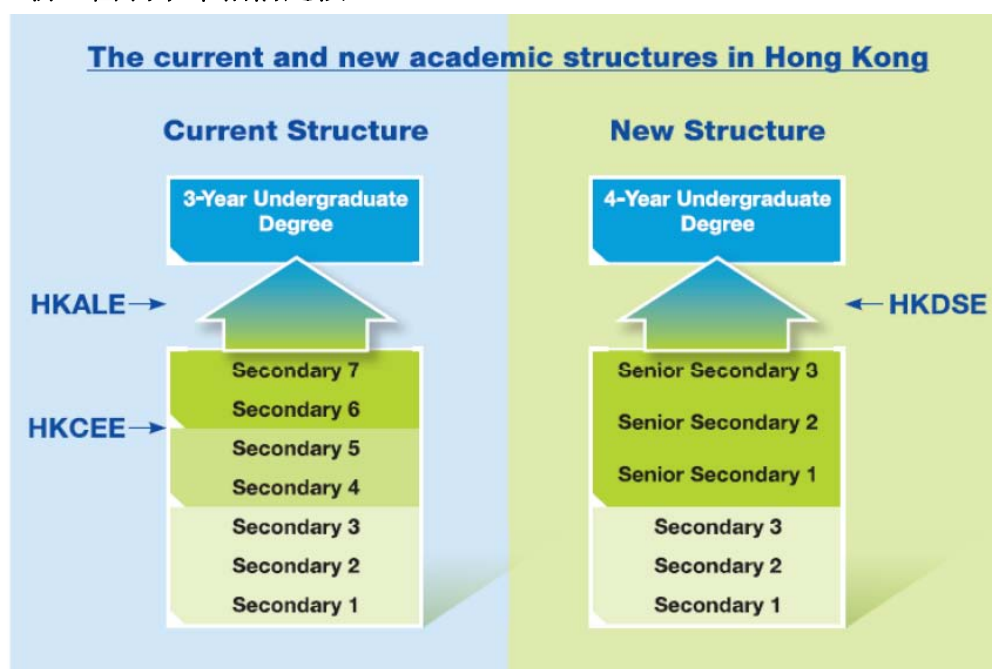 The current and new academic structures in Hong Kong
Current Structure
3-Year Undergraduate
Degree
HKALE
Secondary 7
Secondary 6
HKCEE
Secondary 5
Secondary 4
Secondary 3
Secondary 2
Secondary 1
New Structure
4-Year Undergraduate
Degree
HKDSE
Senior Secondary 3
Senior Secondary 2
Senior Secondary 1
Secondary 3
Secondary 2
Secondary 1